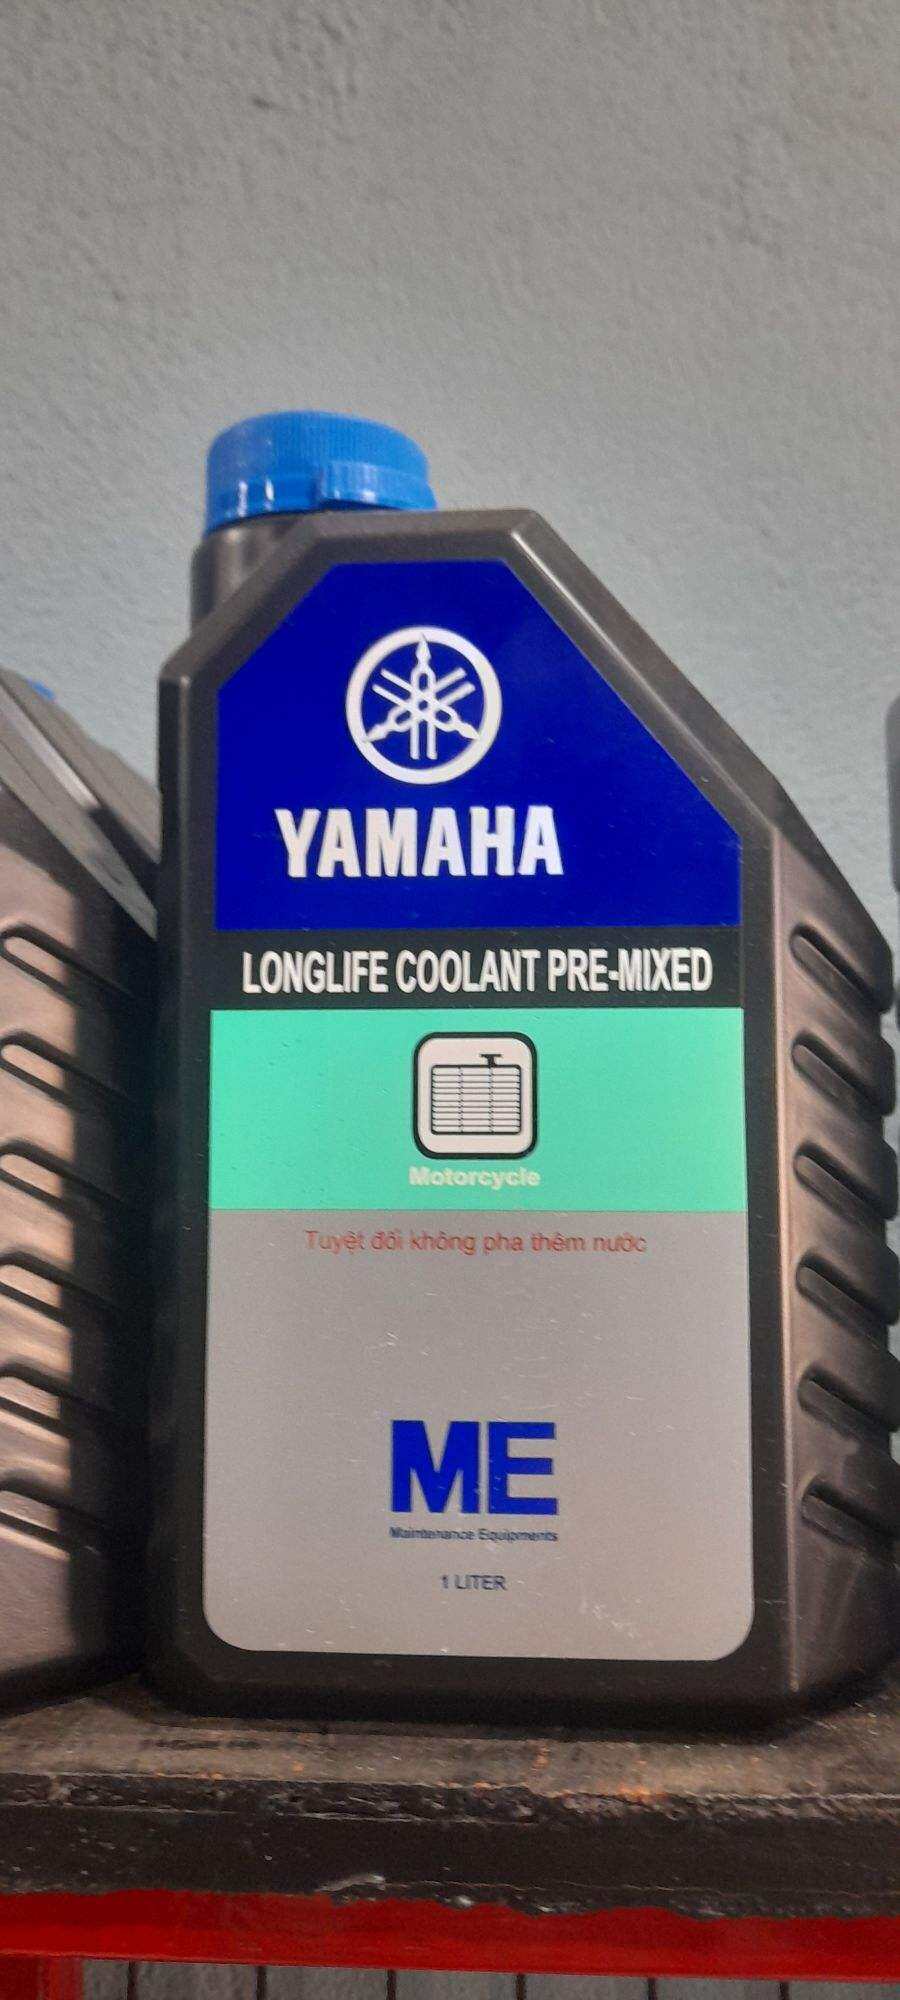 YAMAHA
LONGLIFE COOLANT PRE-MIXED
Motorcycle
Tuyệt đối không pha thêm nước
ME
Maintenance Equipments
1 LITER